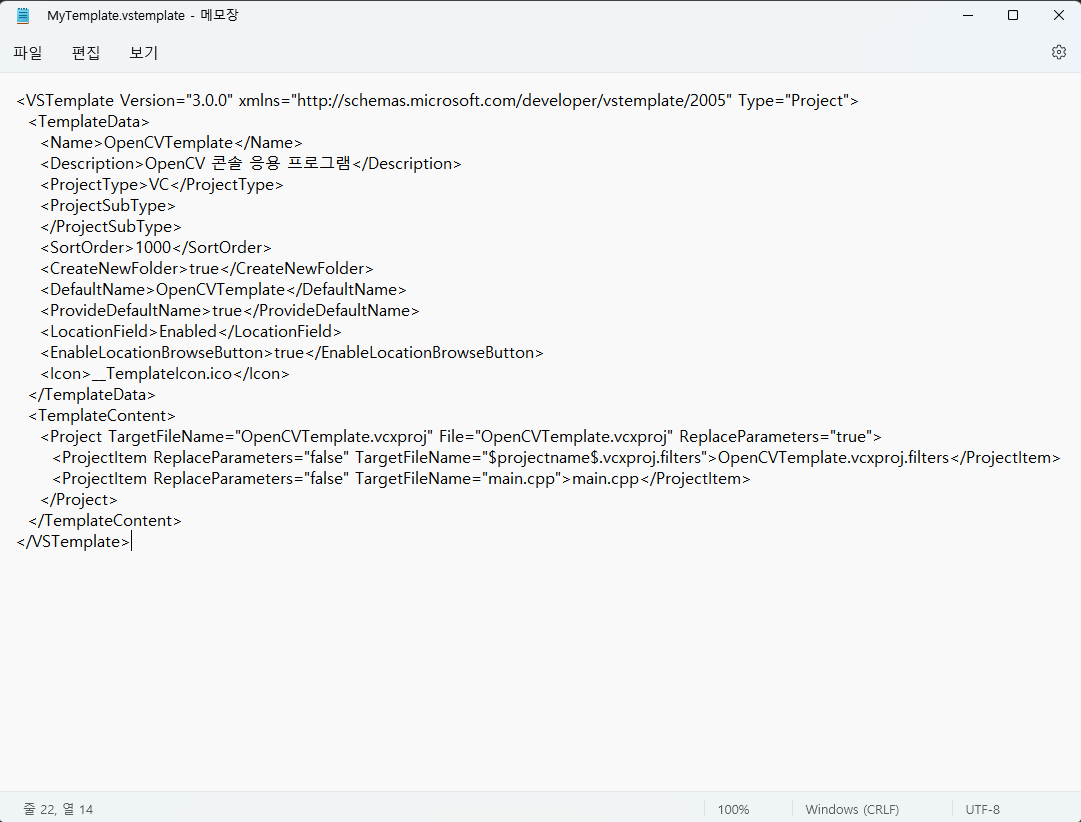 MyTemplate.vstemplate - 메모장
파일 편집 보기
<VSTemplate Version="3.0.0" xmlns="http://schemas.microsoft.com/developer/vstemplate/2005" Type="Project">
<TemplateData>
<Name>OpenCVTemplate</Name>
<Description>OpenCV 콘솔 응용 프로그램</Description>
<ProjectType>VC</ProjectType>
<ProjectSubType>
</ProjectSubType>
<SortOrder>1000</SortOrder>
<CreateNewFolder>true</CreateNewFolder>
<DefaultName>OpenCVTemplate</DefaultName>
<ProvideDefaultName>true</ProvideDefaultName>
<LocationField>Enabled</LocationField>
<EnableLocationBrowseButton>true</EnableLocationBrowseButton>
<Icon>__TemplateIcon.ico</Icon>
</TemplateData>
<TemplateContent>
<Project TargetFileName="OpenCVTemplate.vcxproj" File="OpenCVTemplate.vcxproj" ReplaceParameters="true">
<ProjectItem ReplaceParameters="false" TargetFileName="$projectname$.vcxproj.filters">OpenCVTemplate.vcxproj.filters</ProjectItem>
<ProjectItem ReplaceParameters="false" TargetFileName="main.cpp">main.cpp</ProjectItem>
</Project>
</TemplateContent>
</VSTemplate>
줄 22, 열 14 100% Windows (CRLF) UTF-8